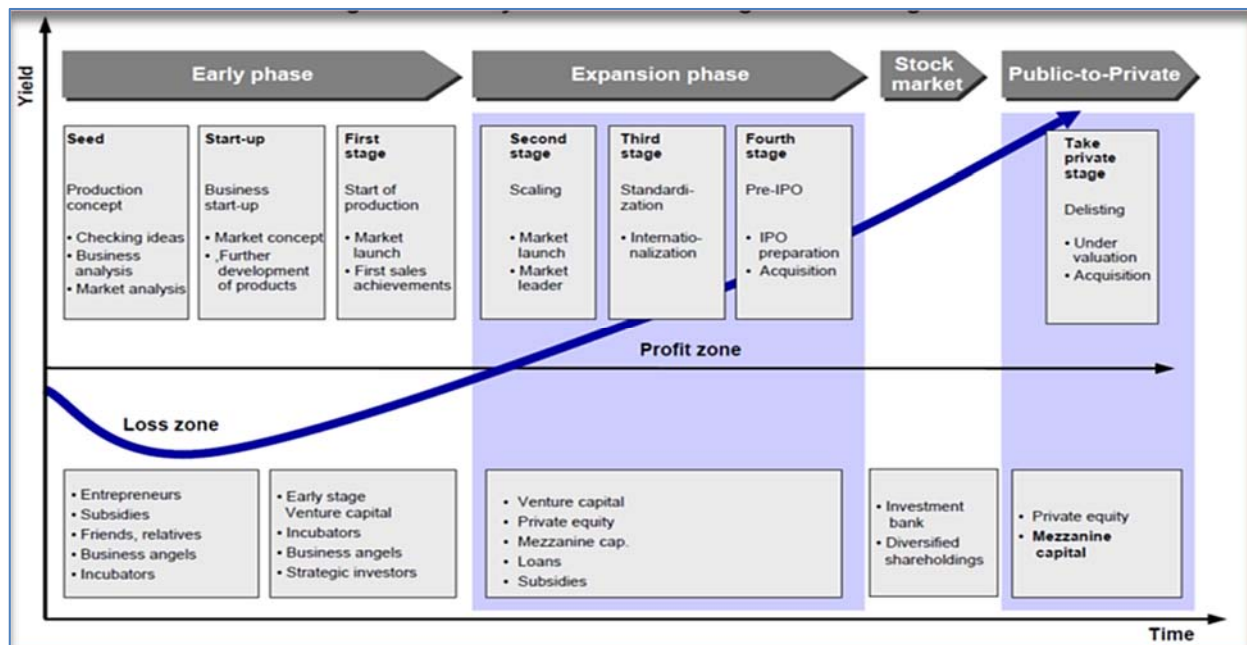 Yield
Early phase
Expansion phase
Stock
market
Public-to-Private
Seed
Production
concept
• Checking ideas
• Business
analysis
• Market analysis
Start-up
Business
start-up
• Market concept
• ‚Further
development
of products
First
stage
Start of
production
• Market
launch
• First sales
achievements
Second
stage
Scaling
• Market
launch
• Market
leader
Third
stage
Standardi-
zation
• Internatio-
nalization
Fourth
stage
Pre-IPO
• IPO
preparation
• Acquisition
Take
private
stage
Delisting
• Under
valuation
• Acquisition
Profit zone
Loss zone
• Entrepreneurs
• Subsidies
• Friends, relatives
• Business angels
• Incubators
• Early stage
Venture capital
• Incubators
• Business angels
• Strategic investors
• Venture capital
• Private equity
• Mezzanine cap.
• Loans
• Subsidies
• Investment
bank
• Diversified
shareholdings
• Private equity
• Mezzanine
capital
Time